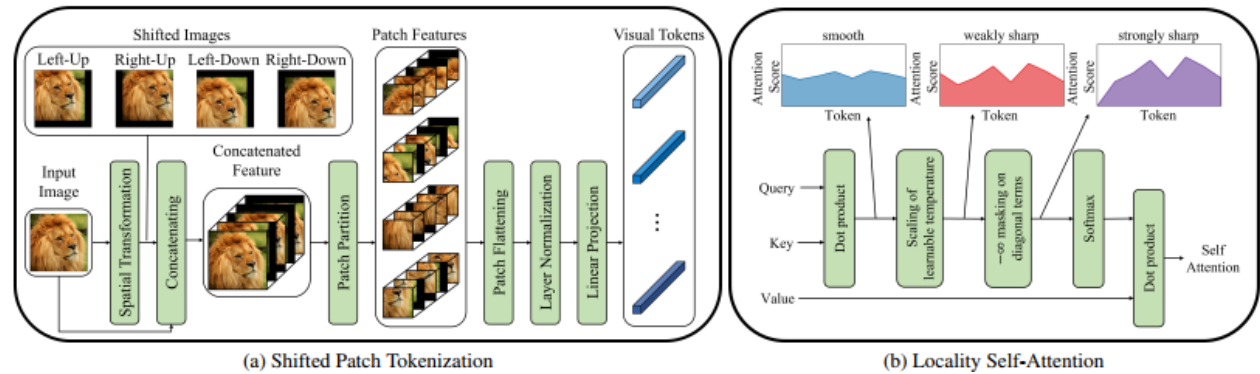 Shifted Images
Left-Up
Right-Up
Left-Down
Right-Down
Input
Image
Spatial Transformation
Concatenating
Concatenated
Feature
Patch Partition
Patch Features
Patch Flattening
Layer Normalization
Linear Projection
Visual Tokens
...
(a) Shifted Patch Tokenization
smooth
Attention
Score
Token
weakly sharp
Attention
Score
Token
strongly sharp
Attention
Score
Token
Query
Key
Value
Dot product
Scaling of
learnable temperature
−∞ masking on
diagonal terms
Softmax
Dot product
Self
Attention
(b) Locality Self-Attention